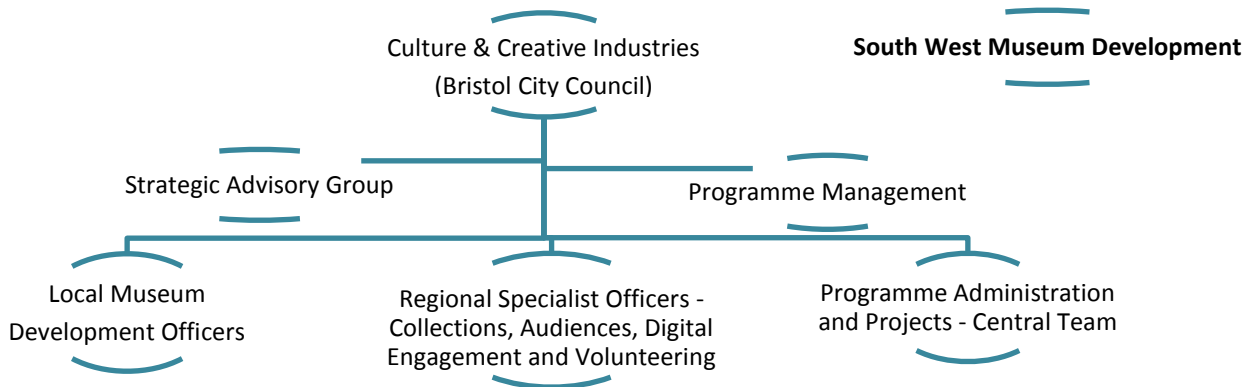 Culture & Creative Industries
(Bristol City Council)
South West Museum Development
Strategic Advisory Group
Programme Management
Local Museum
Development Officers
Regional Specialist Officers -
Collections, Audiences, Digital
Engagement and Volunteering
Programme Administration
and Projects - Central Team